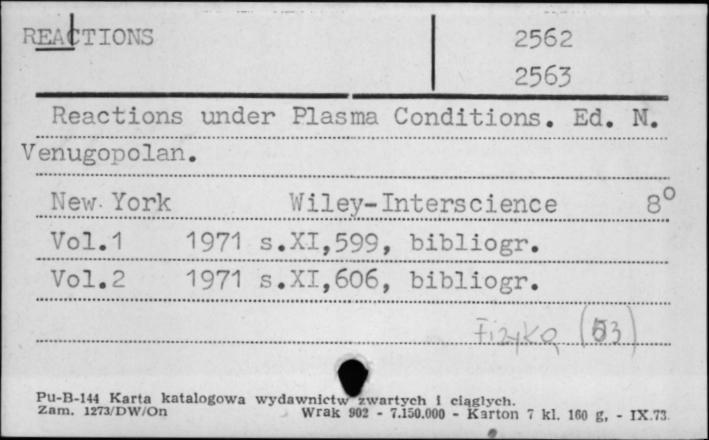 REACTIONS 2562
2563
Reactions under Plasma Conditions. Ed. N.
Venugopolan.
New York Wiley-Interscience 8°
Vol.1 1971 s.XI,599, bibliogr.
Vol.2 1971 s.XI,606, bibliogr.
Fizyka (53)
Pu-B-144 Karta katalogowa wydawnictw zwartych i ciągłych.
Zam. 1273/DW/On Wrak 902 - 7.150.000 - Karton 7 kl. 160 g, - IX.73.